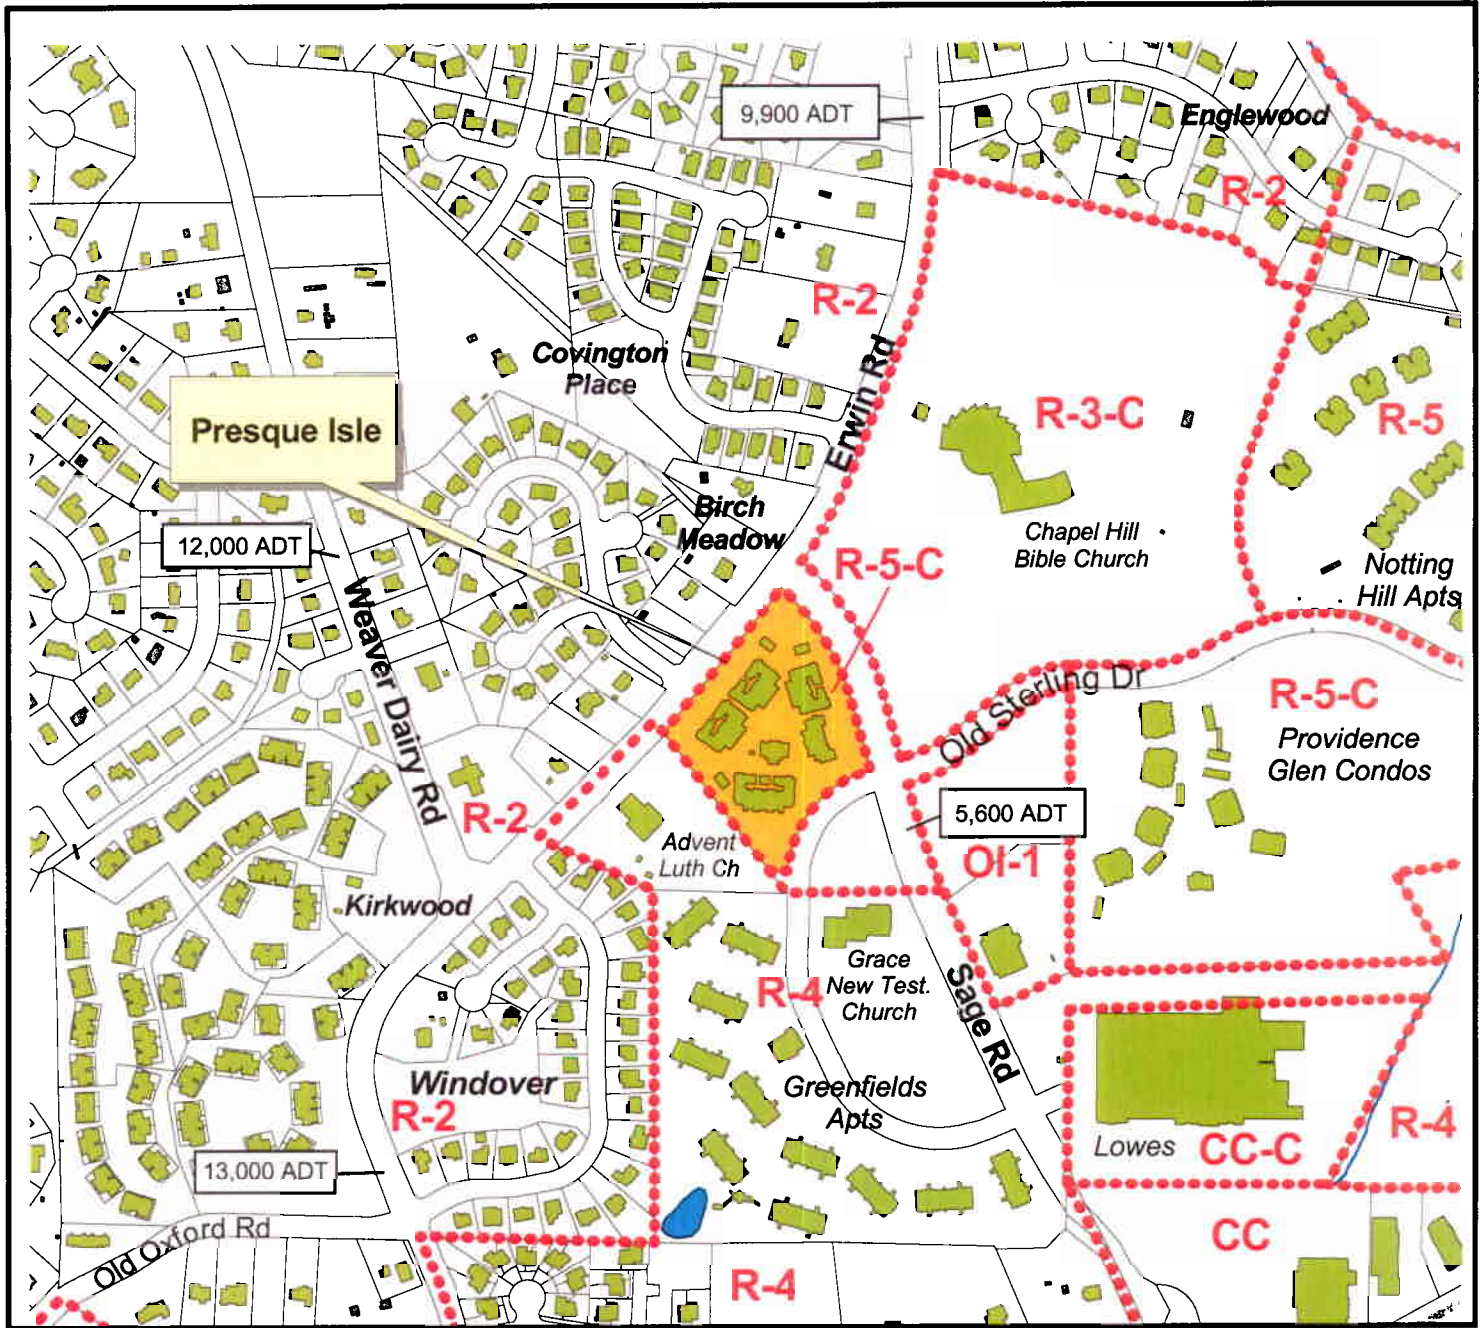 9,900 ADT
Englewood
R-2
R-2
Covington
Place
Erwin Rd
R-3-C
R-5
Presque Isle
Birch
Meadow
Chapel Hill
Bible Church
12,000 ADT
R-5-C
Notting
Hill Apts
Weaver Dairy Rd
Old Sterling Dr
R-5-C
Providence
Glen Condos
R-2
5,600 ADT
Advent
Luth Ch
OI-1
Kirkwood
Grace
New Test.
Church
R-4
Sage Rd
Windover
R-2
Greenfields
Apts
Lowes
CC-C
R-4
13,000 ADT
Old Oxford Rd
CC
R-4